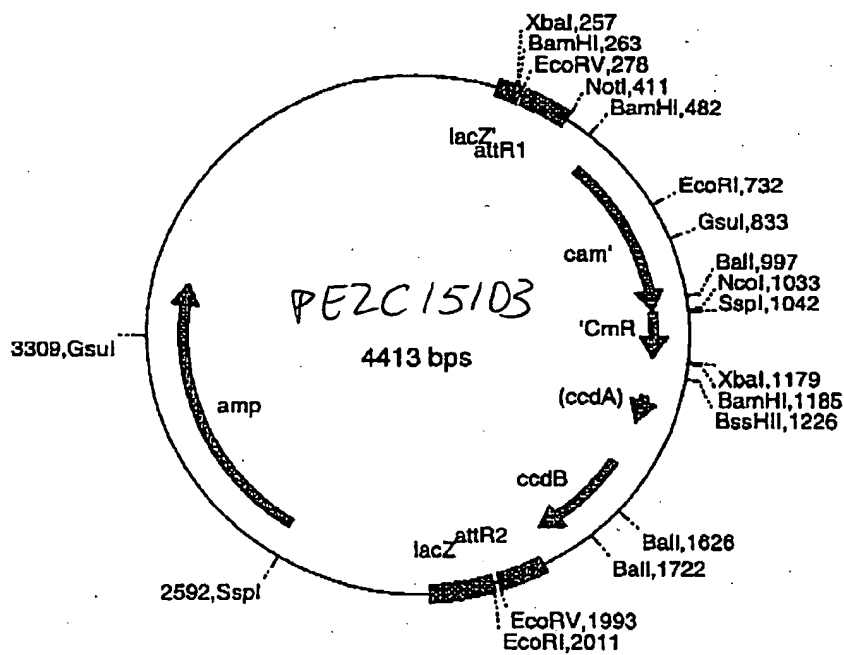 XbaI,257
BamHI,263
EcoRV,278
NotI,411
BamHI,482
lacZ'
attR1
EcoRI,732
GsuI,833
cam'
BalI,997
NcoI,1033
SspI,1042
PEZC15103
4413 bps
'CmR
3309,GsuI
XbaI,1179
BamHI,1185
BssHII,1226
(ccdA)
amp
ccdB
attR2
lacZ
BalI,1626
BalI,1722
2592,SspI
EcoRV,1993
EcoRI,2011